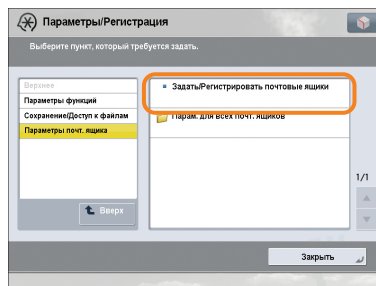 Параметры/Регистрация
Выберите пункт, который требуется задать.
Верхнее
Параметры функций
Сохранение/Доступ к файлам
Параметры почт. ящика
Вверх
Задать/Регистрировать почтовые ящики
Парам. для всех почт. ящиков
1/1
Закрыть